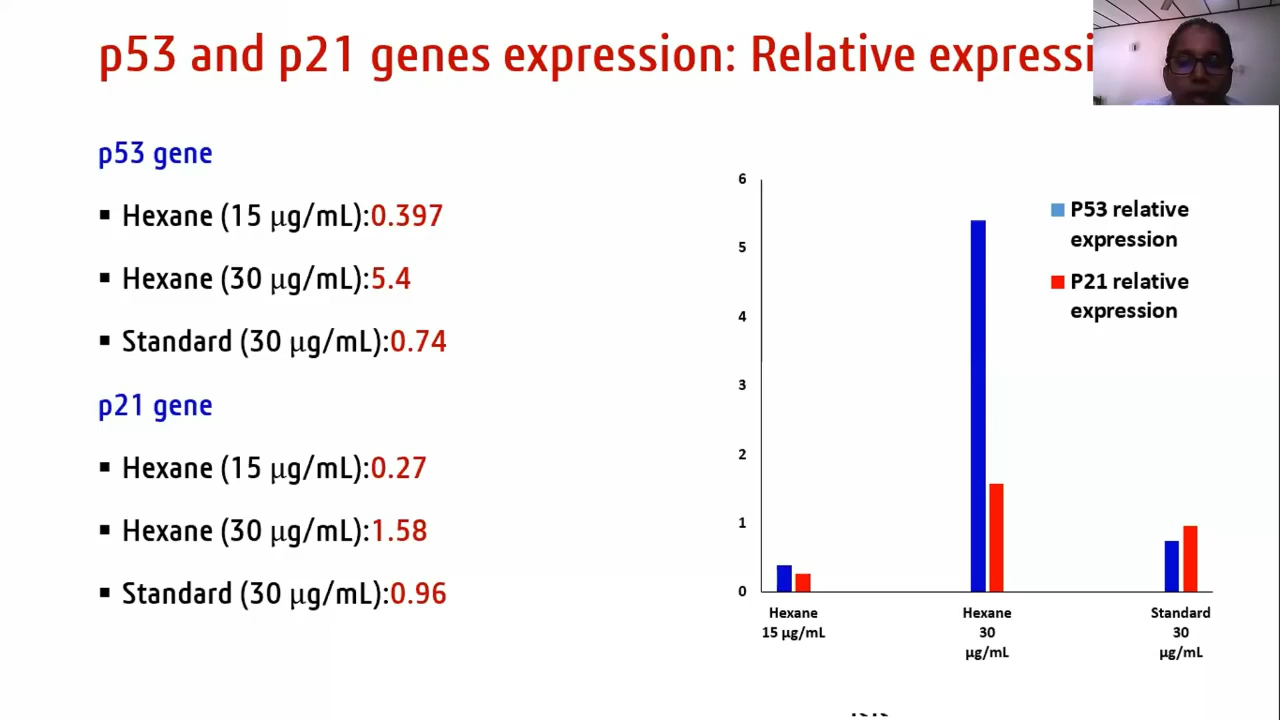 p53 and p21 genes expression: Relative expressi
p53 gene
▪ Hexane (15 μg/mL):0.397
▪ Hexane (30 μg/mL):5.4
▪ Standard (30 μg/mL):0.74
p21 gene
▪ Hexane (15 μg/mL):0.27
▪ Hexane (30 μg/mL):1.58
▪ Standard (30 μg/mL):0.96
6
5
4
3
2
1
0
P53 relative
expression
P21 relative
expression
Hexane
15 μg/mL
Hexane
30
μg/mL
Standard
30
μg/mL